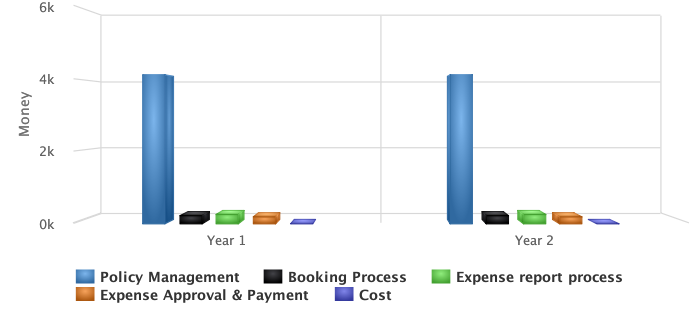 6k
4k
2k
0k
Money
Year 1 Year 2
Policy Management Booking Process Expense report process
Expense Approval & Payment Cost